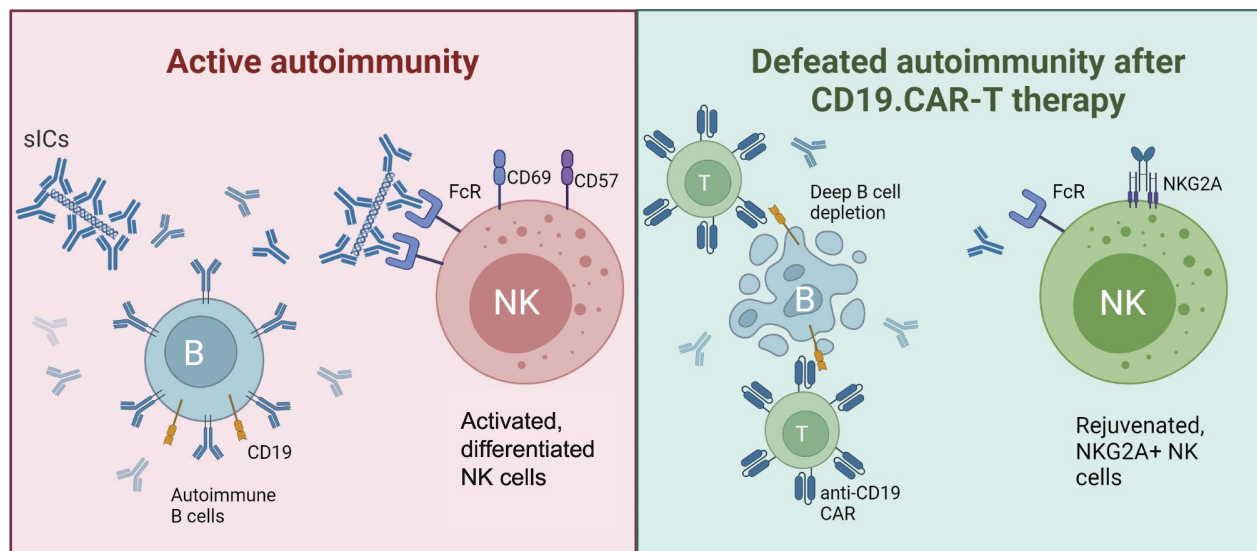 Active autoimmunity
sICs
FcR
CD69
CD57
NK
B
CD19
Autoimmune
B cells
Activated,
differentiated
NK cells
Defeated autoimmunity after
CD19.CAR-T therapy
T
Deep B cell
depletion
B
T
anti-CD19
CAR
FcR
NKG2A
NK
Rejuvenated,
NKG2A+ NK
cells